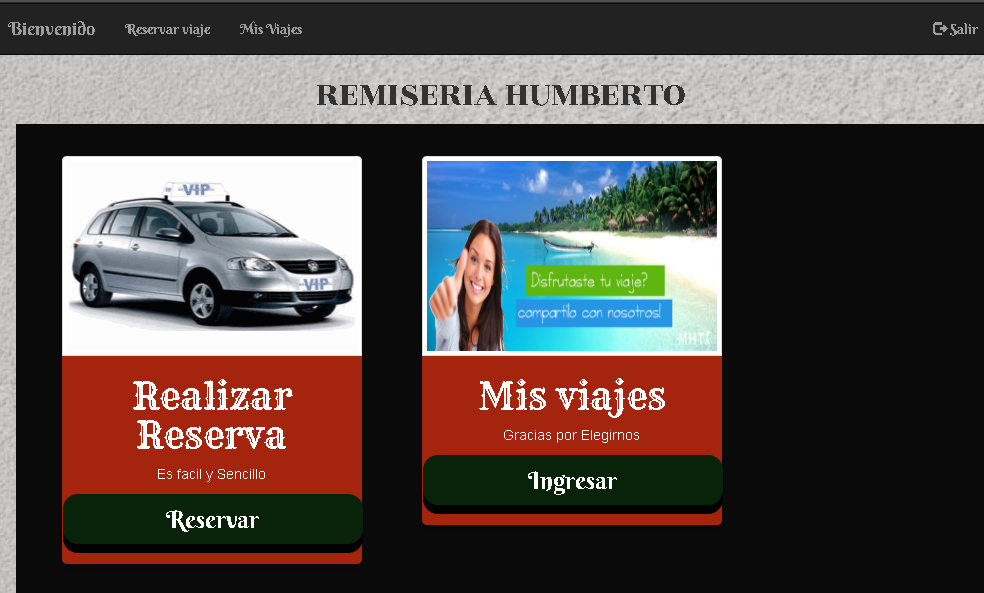 Bienvenido
Reservar viaje
Mis Viajes
Salir
REMISERIA HUMBERTO
VIP
VIP
Disfrutaste tu viaje?
compartilo con nosotros!
MHTX
Realizar
Reserva
Es facil y Sencillo
Reservar
Mis viajes
Gracias por Elegirnos
Ingresar